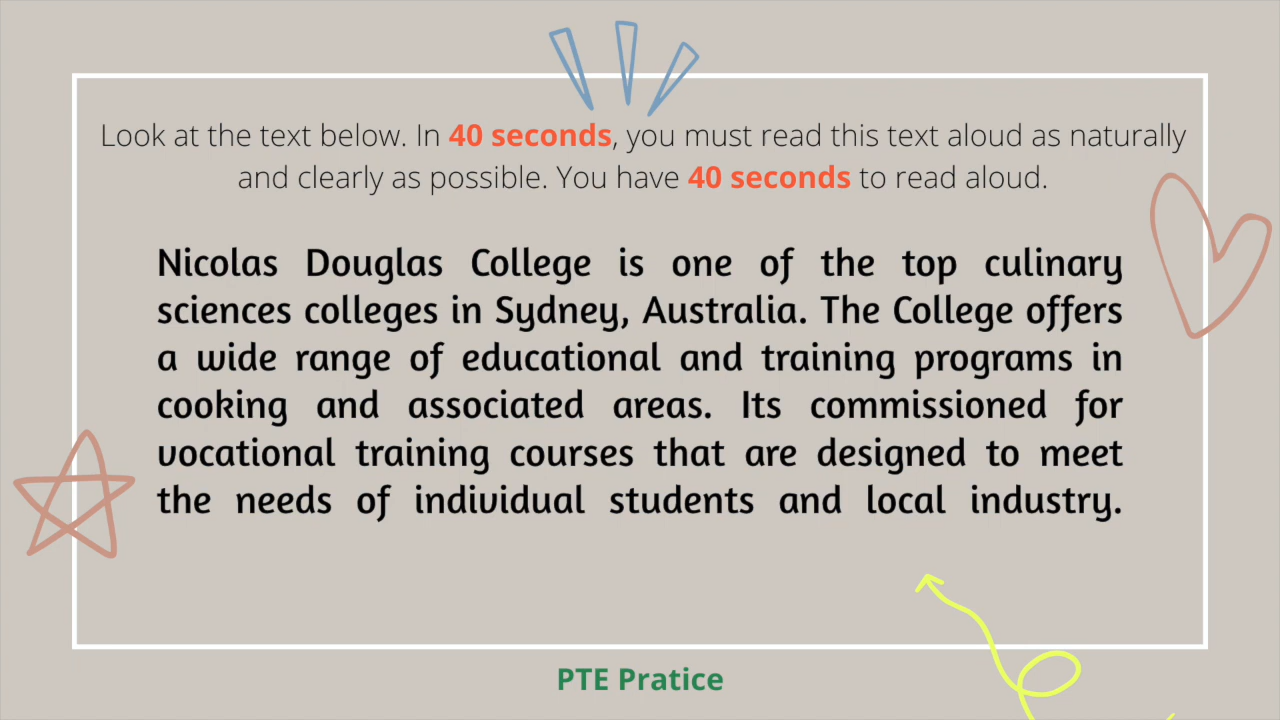 Look at the text below. In 40 seconds, you must read this text aloud as naturally
and clearly as possible. You have 40 seconds to read aloud.
Nicolas Douglas College is one of the top culinary
sciences colleges in Sydney, Australia. The College offers
a wide range of educational and training programs in
cooking and associated areas. Its commissioned for
vocational training courses that are designed to meet
the needs of individual students and local industry.
PTE Pratice